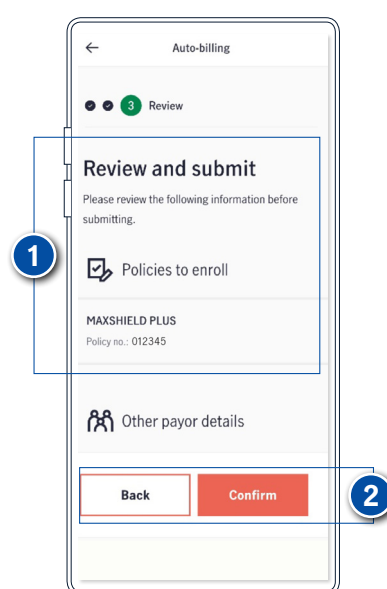 Auto-billing
3 Review
Review and submit
Please review the following information before
submitting.
1
Policies to enroll
MAXSHIELD PLUS
Policy no.: 012345
Other payor details
Back Confirm
2